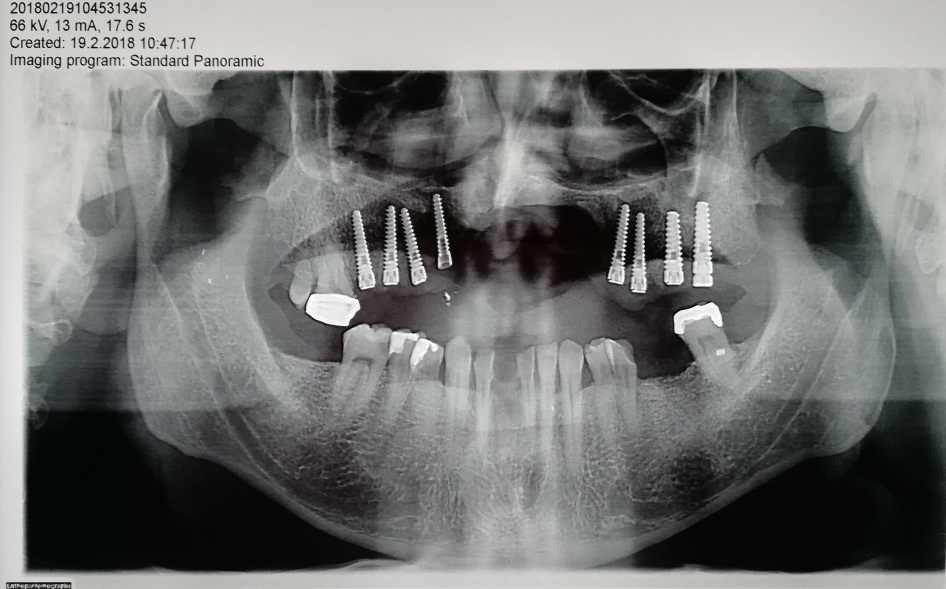 20180219104531345
66 kV, 13 mA, 17.6 s
Created: 19.2.2018 10:47:17
Imaging program: Standard Panoramic